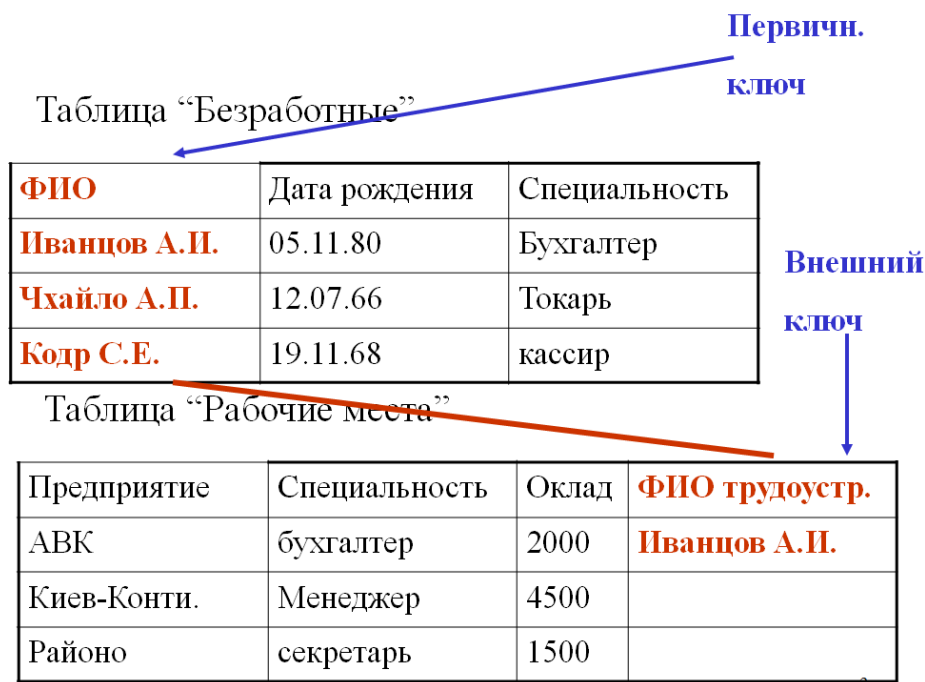 Первичн.
ключ
Таблица “Безработные”
ФИО Дата рождения Специальность
Иванцов А.И. 05.11.80 Бухгалтер
Чхайло А.П. 12.07.66 Токарь
Кодр С.Е. 19.11.68 кассир
Внешний
ключ
Таблица “Рабочие места”
Предприятие Специальность Оклад ФИО трудоустр.
АВК бухгалтер 2000 Иванцов А.И.
Киев-Конти. Менеджер 4500
Районо секретарь 1500